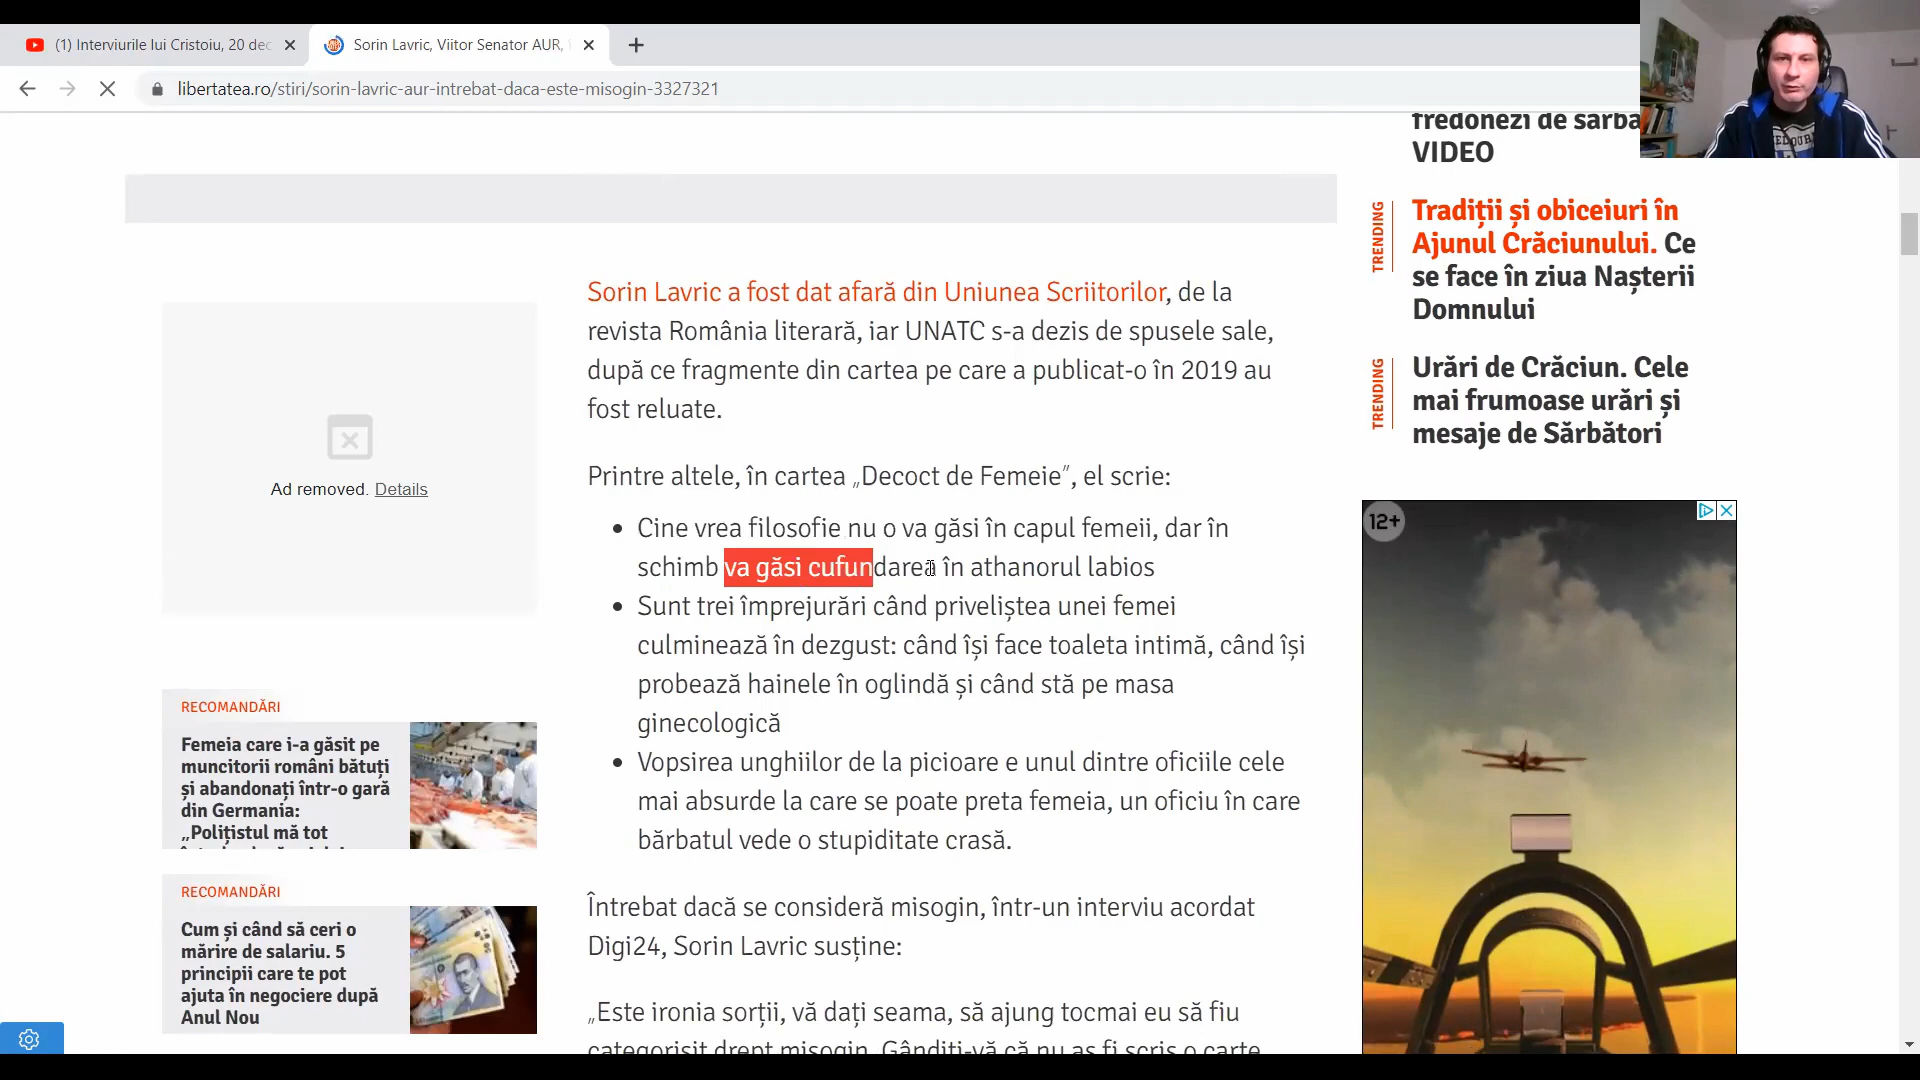 (1) Interviurile lui Cristoiu, 20 dec
Sorin Lavric, Viitor Senator AUR,
libertatea.ro/stiri/sorin-lavric-aur-intrebat-daca-este-misogin-3327321
Ad removed. Details
RECOMANDĂRI
Femeia care i-a găsit pe
muncitorii români bătuți
și abandonați într-o gară
din Germania:
„Polițistul mă tot
RECOMANDĂRI
Cum și când să ceri o
mărire de salariu. 5
principii care te pot
ajuta în negociere după
Anul Nou
Sorin Lavric a fost dat afară din Uniunea Scriitorilor, de la
revista România literară, iar UNATC s-a dezis de spusele sale,
după ce fragmente din cartea pe care a publicat-o în 2019 au
fost reluate.
Printre altele, în cartea „Decoct de Femeie”, el scrie:
• Cine vrea filosofie nu o va găsi în capul femeii, dar în
schimb va găsi cufundarea în athanorul labios
• Sunt trei împrejurări când priveliștea unei femei
culminează în dezgust: când își face toaleta intimă, când își
probează hainele în oglindă și când stă pe masa
ginecologică
• Vopsirea unghiilor de la picioare e unul dintre oficiile cele
mai absurde la care se poate preta femeia, un oficiu în care
bărbatul vede o stupiditate crasă.
Întrebat dacă se consideră misogin, într-un interviu acordat
Digi24, Sorin Lavric susține:
„Este ironia sorții, vă dați seama, să ajung tocmai eu să fiu
categorisit drept misogin. Gândiți-vă că nu aș fi scris o carte
fredonezi de sărbă
VIDEO
TRENDING
Tradiții și obiceiuri în
Ajunul Crăciunului. Ce
se face în ziua Nașterii
Domnului
TRENDING
Urări de Crăciun. Cele
mai frumoase urări și
mesaje de Sărbători
12+